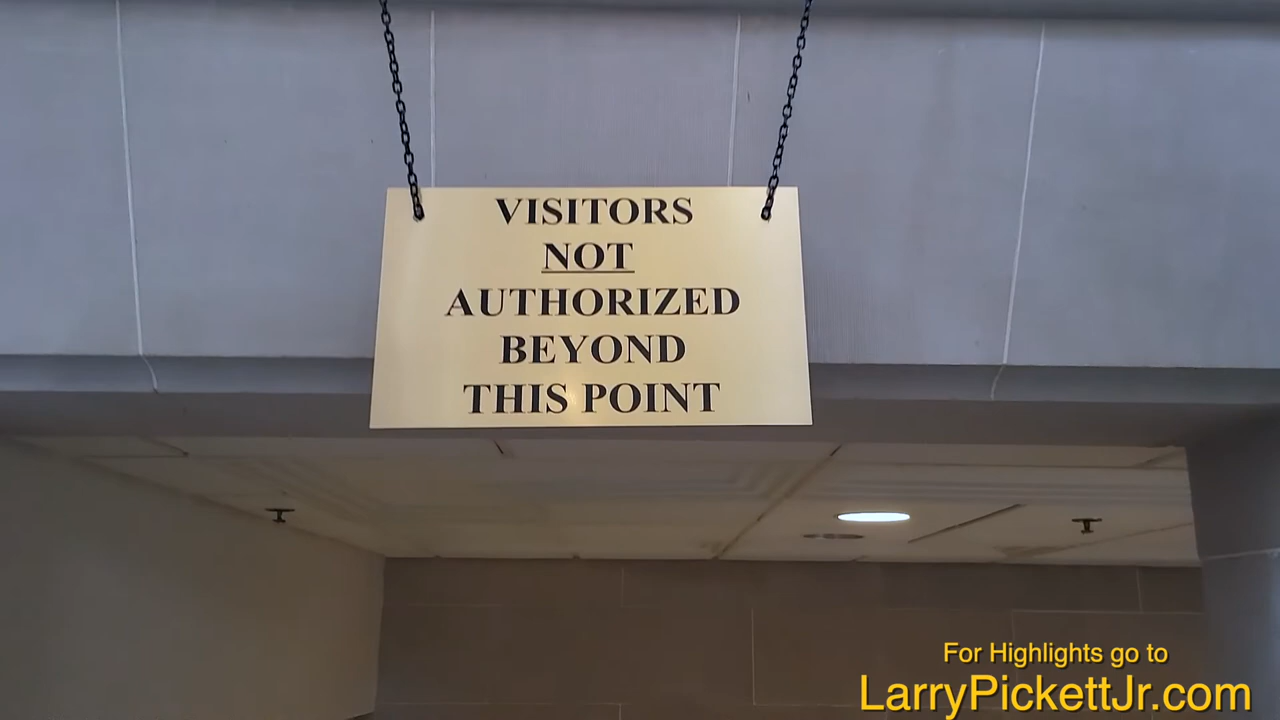 VISITORS
NOT
AUTHORIZED
BEYOND
THIS POINT
For Highlights go to
LarryPickettJr.com